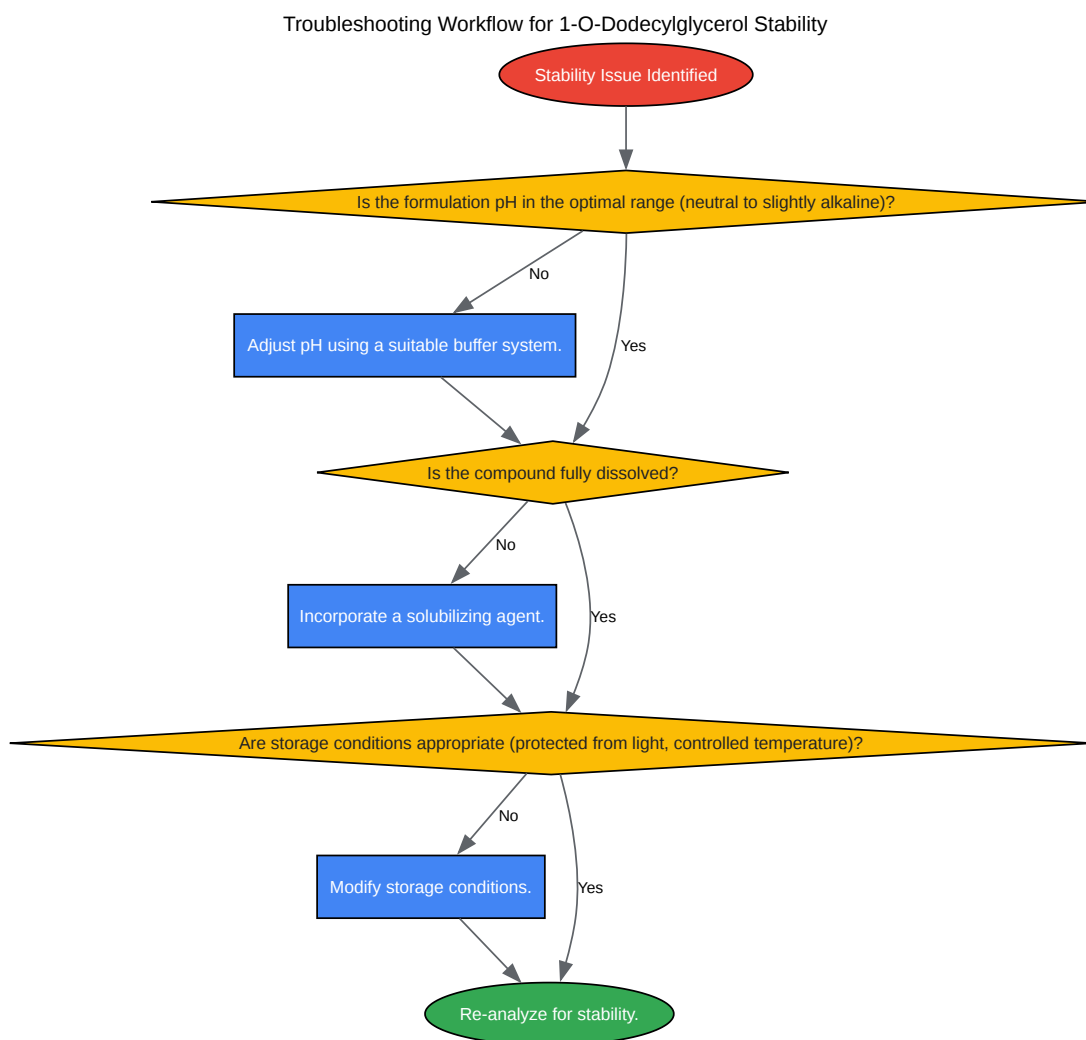 Troubleshooting Workflow for 1-O-Dodecylglycerol Stability
Stability Issue Identified
Is the formulation pH in the optimal range (neutral to slightly alkaline)?
No
Adjust pH using a suitable buffer system.
Yes
Is the compound fully dissolved?
No
Incorporate a solubilizing agent.
Yes
Are storage conditions appropriate (protected from light, controlled temperature)?
No
Modify storage conditions.
Yes
Re-analyze for stability.